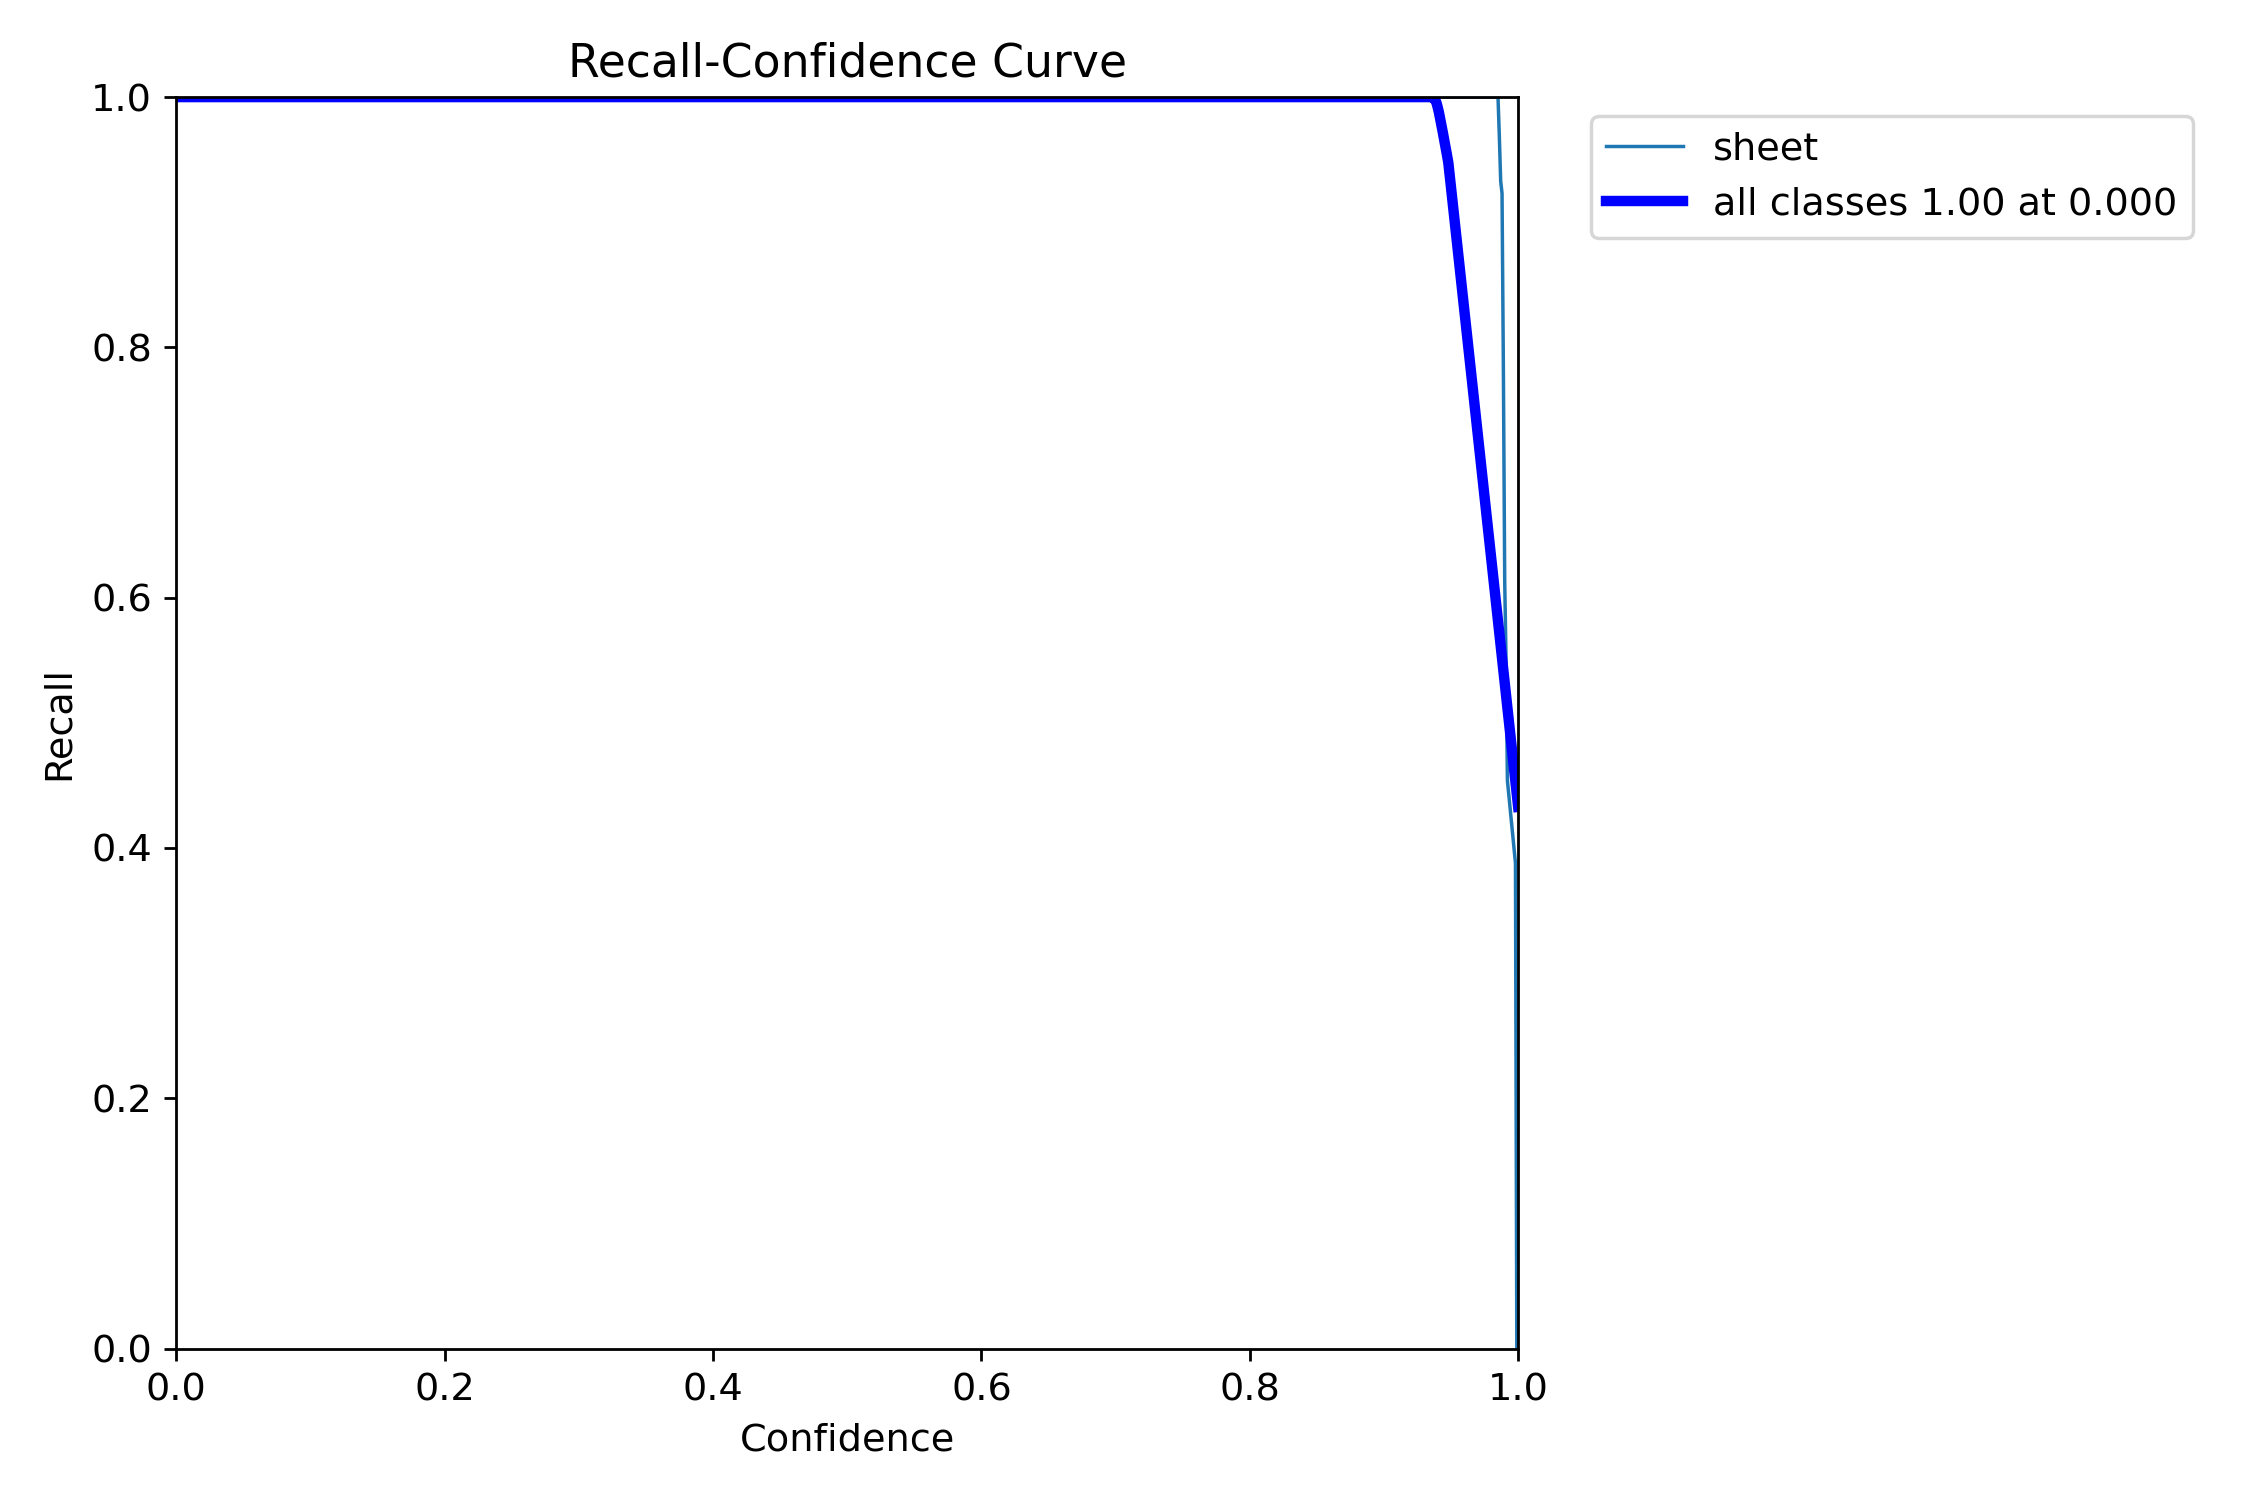 Recall-Confidence Curve
sheet
all classes 1.00 at 0.000
1.0
0.8
0.6
0.4
0.2
0.0
Recall
0.0 0.2 0.4 0.6 0.8 1.0
Confidence